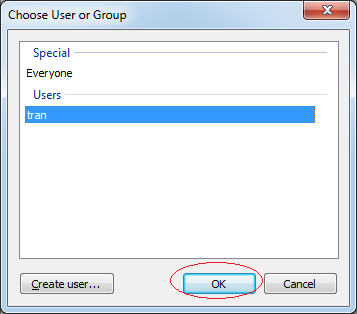 Choose User or Group
Special
Everyone
Users
tran
Create user...
OK
Cancel